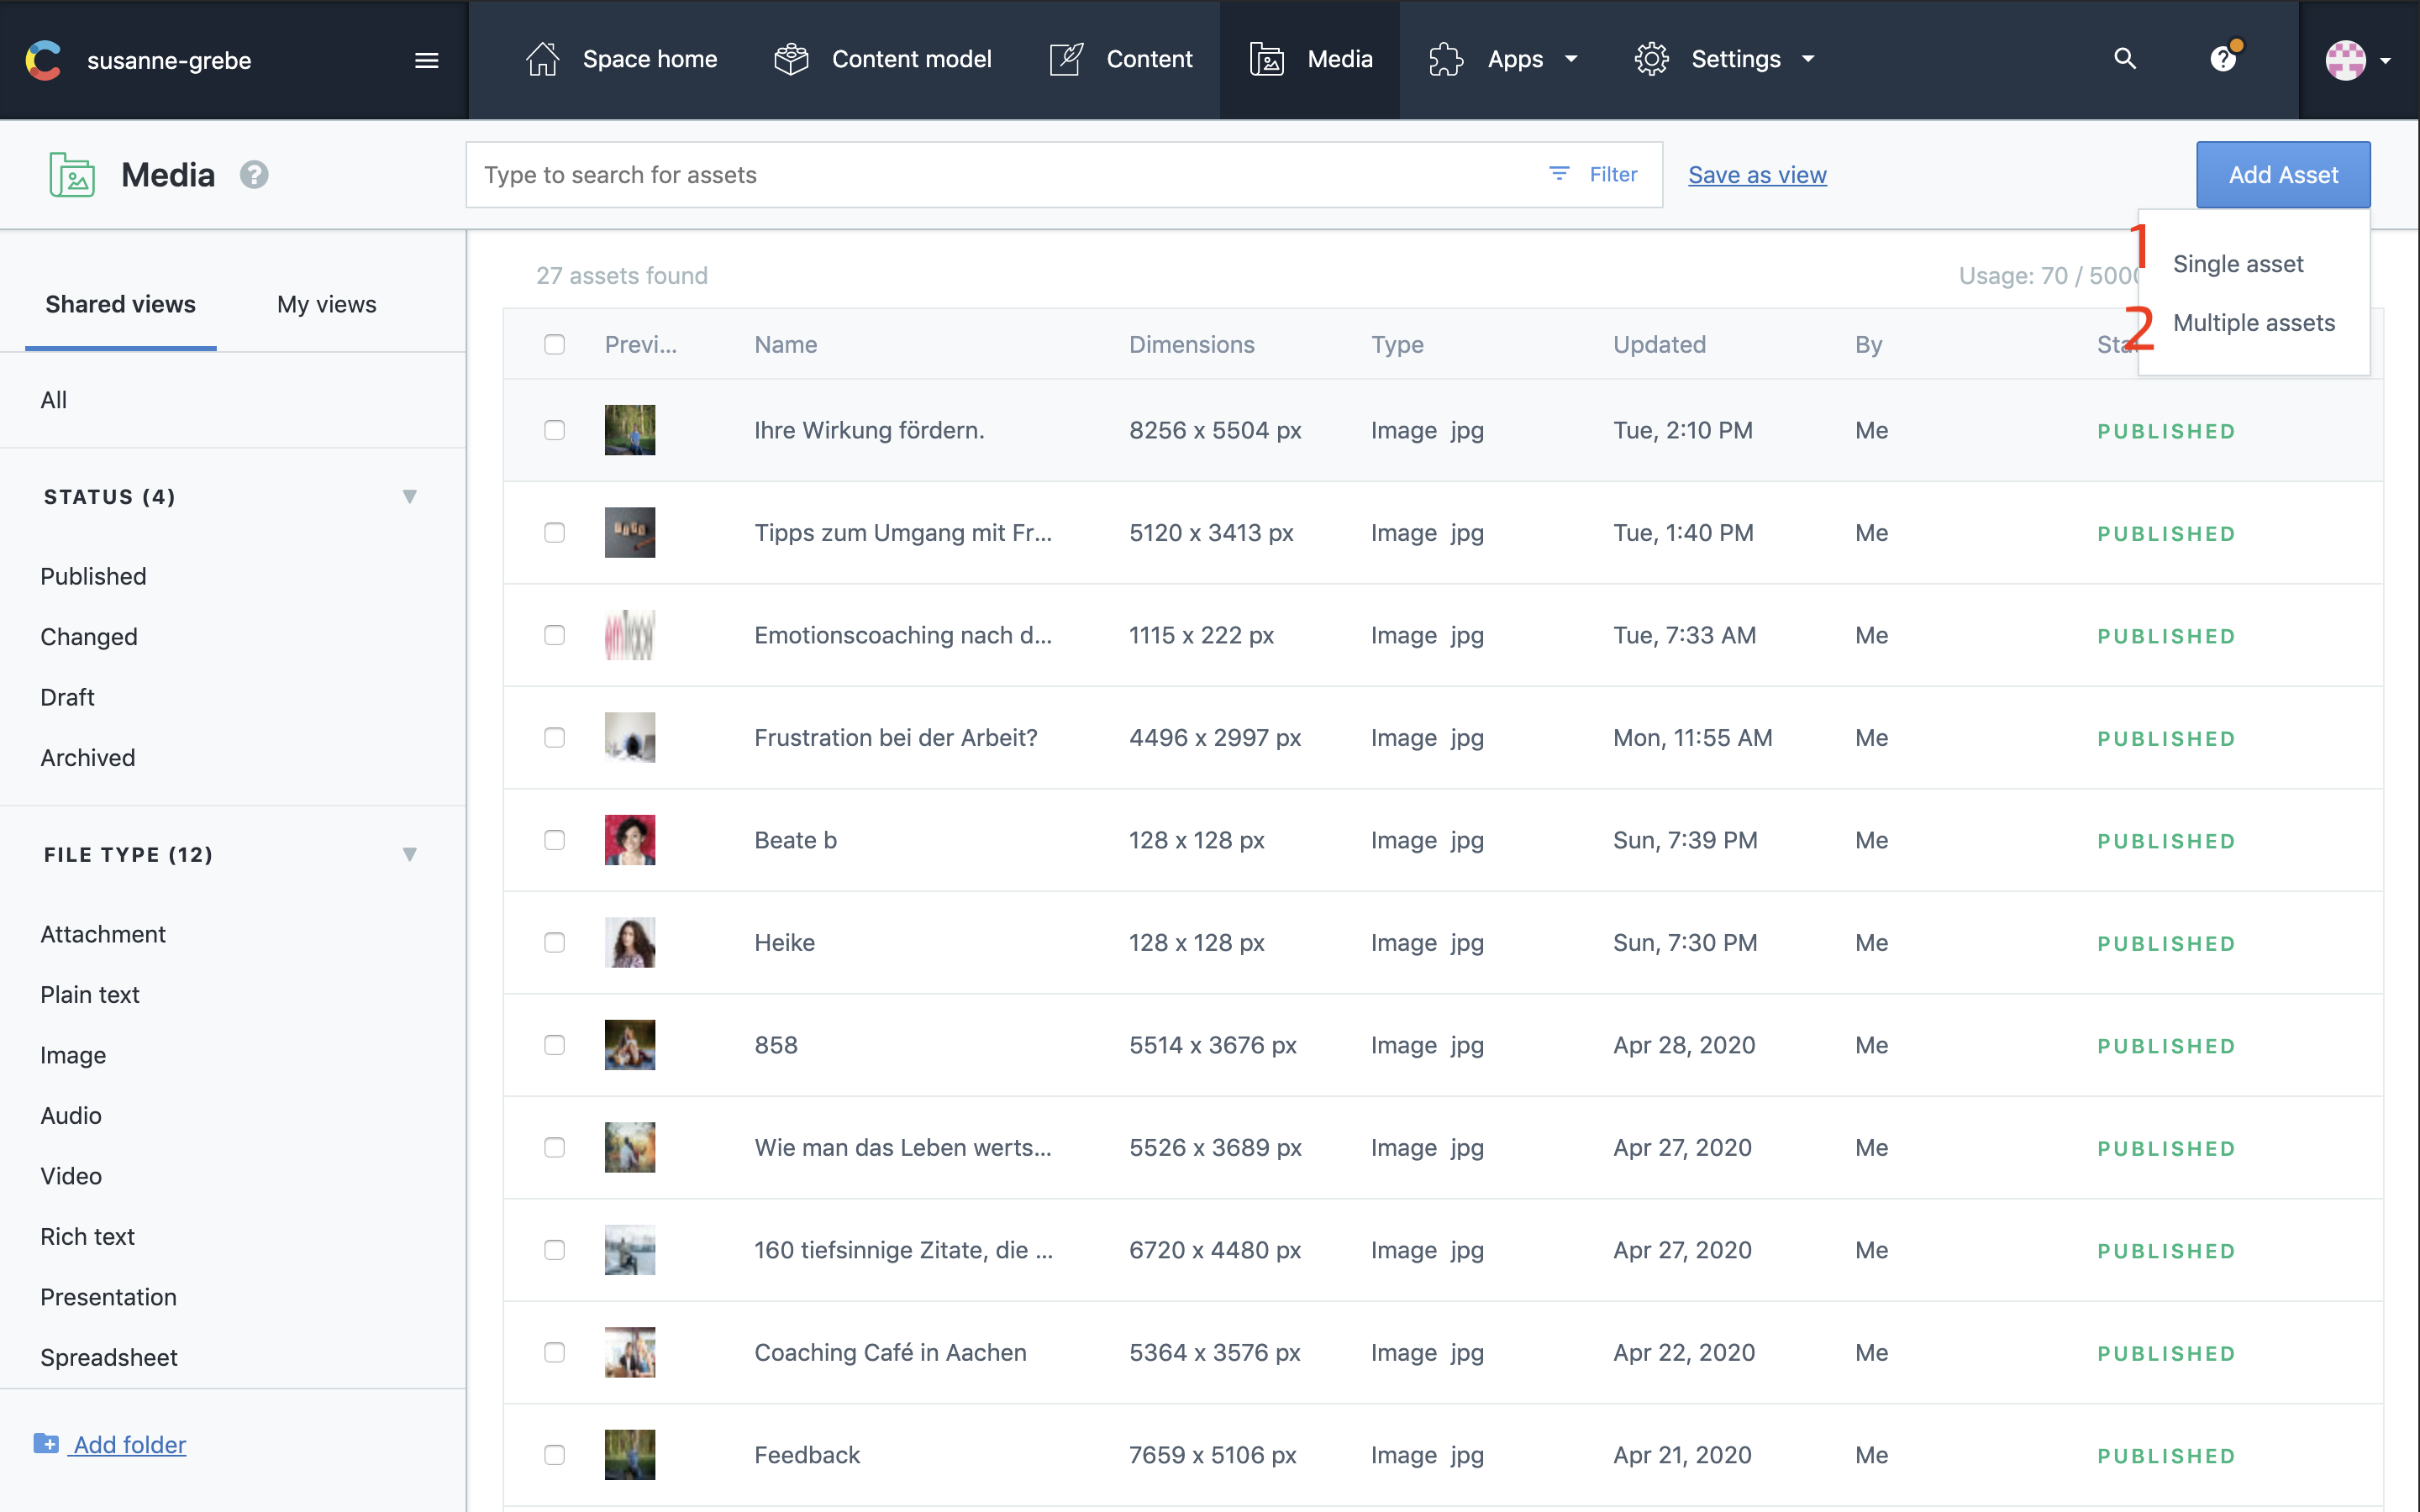 susanne-grebe
Space home
Content model
Content
Media
Apps
Settings
Media
Type to search for assets
Filter
Save as view
Add Asset
1 Single asset
2 Multiple assets
Shared views
My views
All
STATUS (4)
Published
Changed
Draft
Archived
FILE TYPE (12)
Attachment
Plain text
Image
Audio
Video
Rich text
Presentation
Spreadsheet
Add folder
27 assets found
Usage: 70 / 5000
Previ... Name Dimensions Type Updated By
Ihre Wirkung fördern. 8256 x 5504 px Image jpg Tue, 2:10 PM Me PUBLISHED
Tipps zum Umgang mit Fr... 5120 x 3413 px Image jpg Tue, 1:40 PM Me PUBLISHED
Emotionscoaching nach d... 1115 x 222 px Image jpg Tue, 7:33 AM Me PUBLISHED
Frustration bei der Arbeit? 4496 x 2997 px Image jpg Mon, 11:55 AM Me PUBLISHED
Beate b 128 x 128 px Image jpg Sun, 7:39 PM Me PUBLISHED
Heike 128 x 128 px Image jpg Sun, 7:30 PM Me PUBLISHED
858 5514 x 3676 px Image jpg Apr 28, 2020 Me PUBLISHED
Wie man das Leben werts... 5526 x 3689 px Image jpg Apr 27, 2020 Me PUBLISHED
160 tiefsinnige Zitate, die ... 6720 x 4480 px Image jpg Apr 27, 2020 Me PUBLISHED
Coaching Café in Aachen 5364 x 3576 px Image jpg Apr 22, 2020 Me PUBLISHED
Feedback 7659 x 5106 px Image jpg Apr 21, 2020 Me PUBLISHED